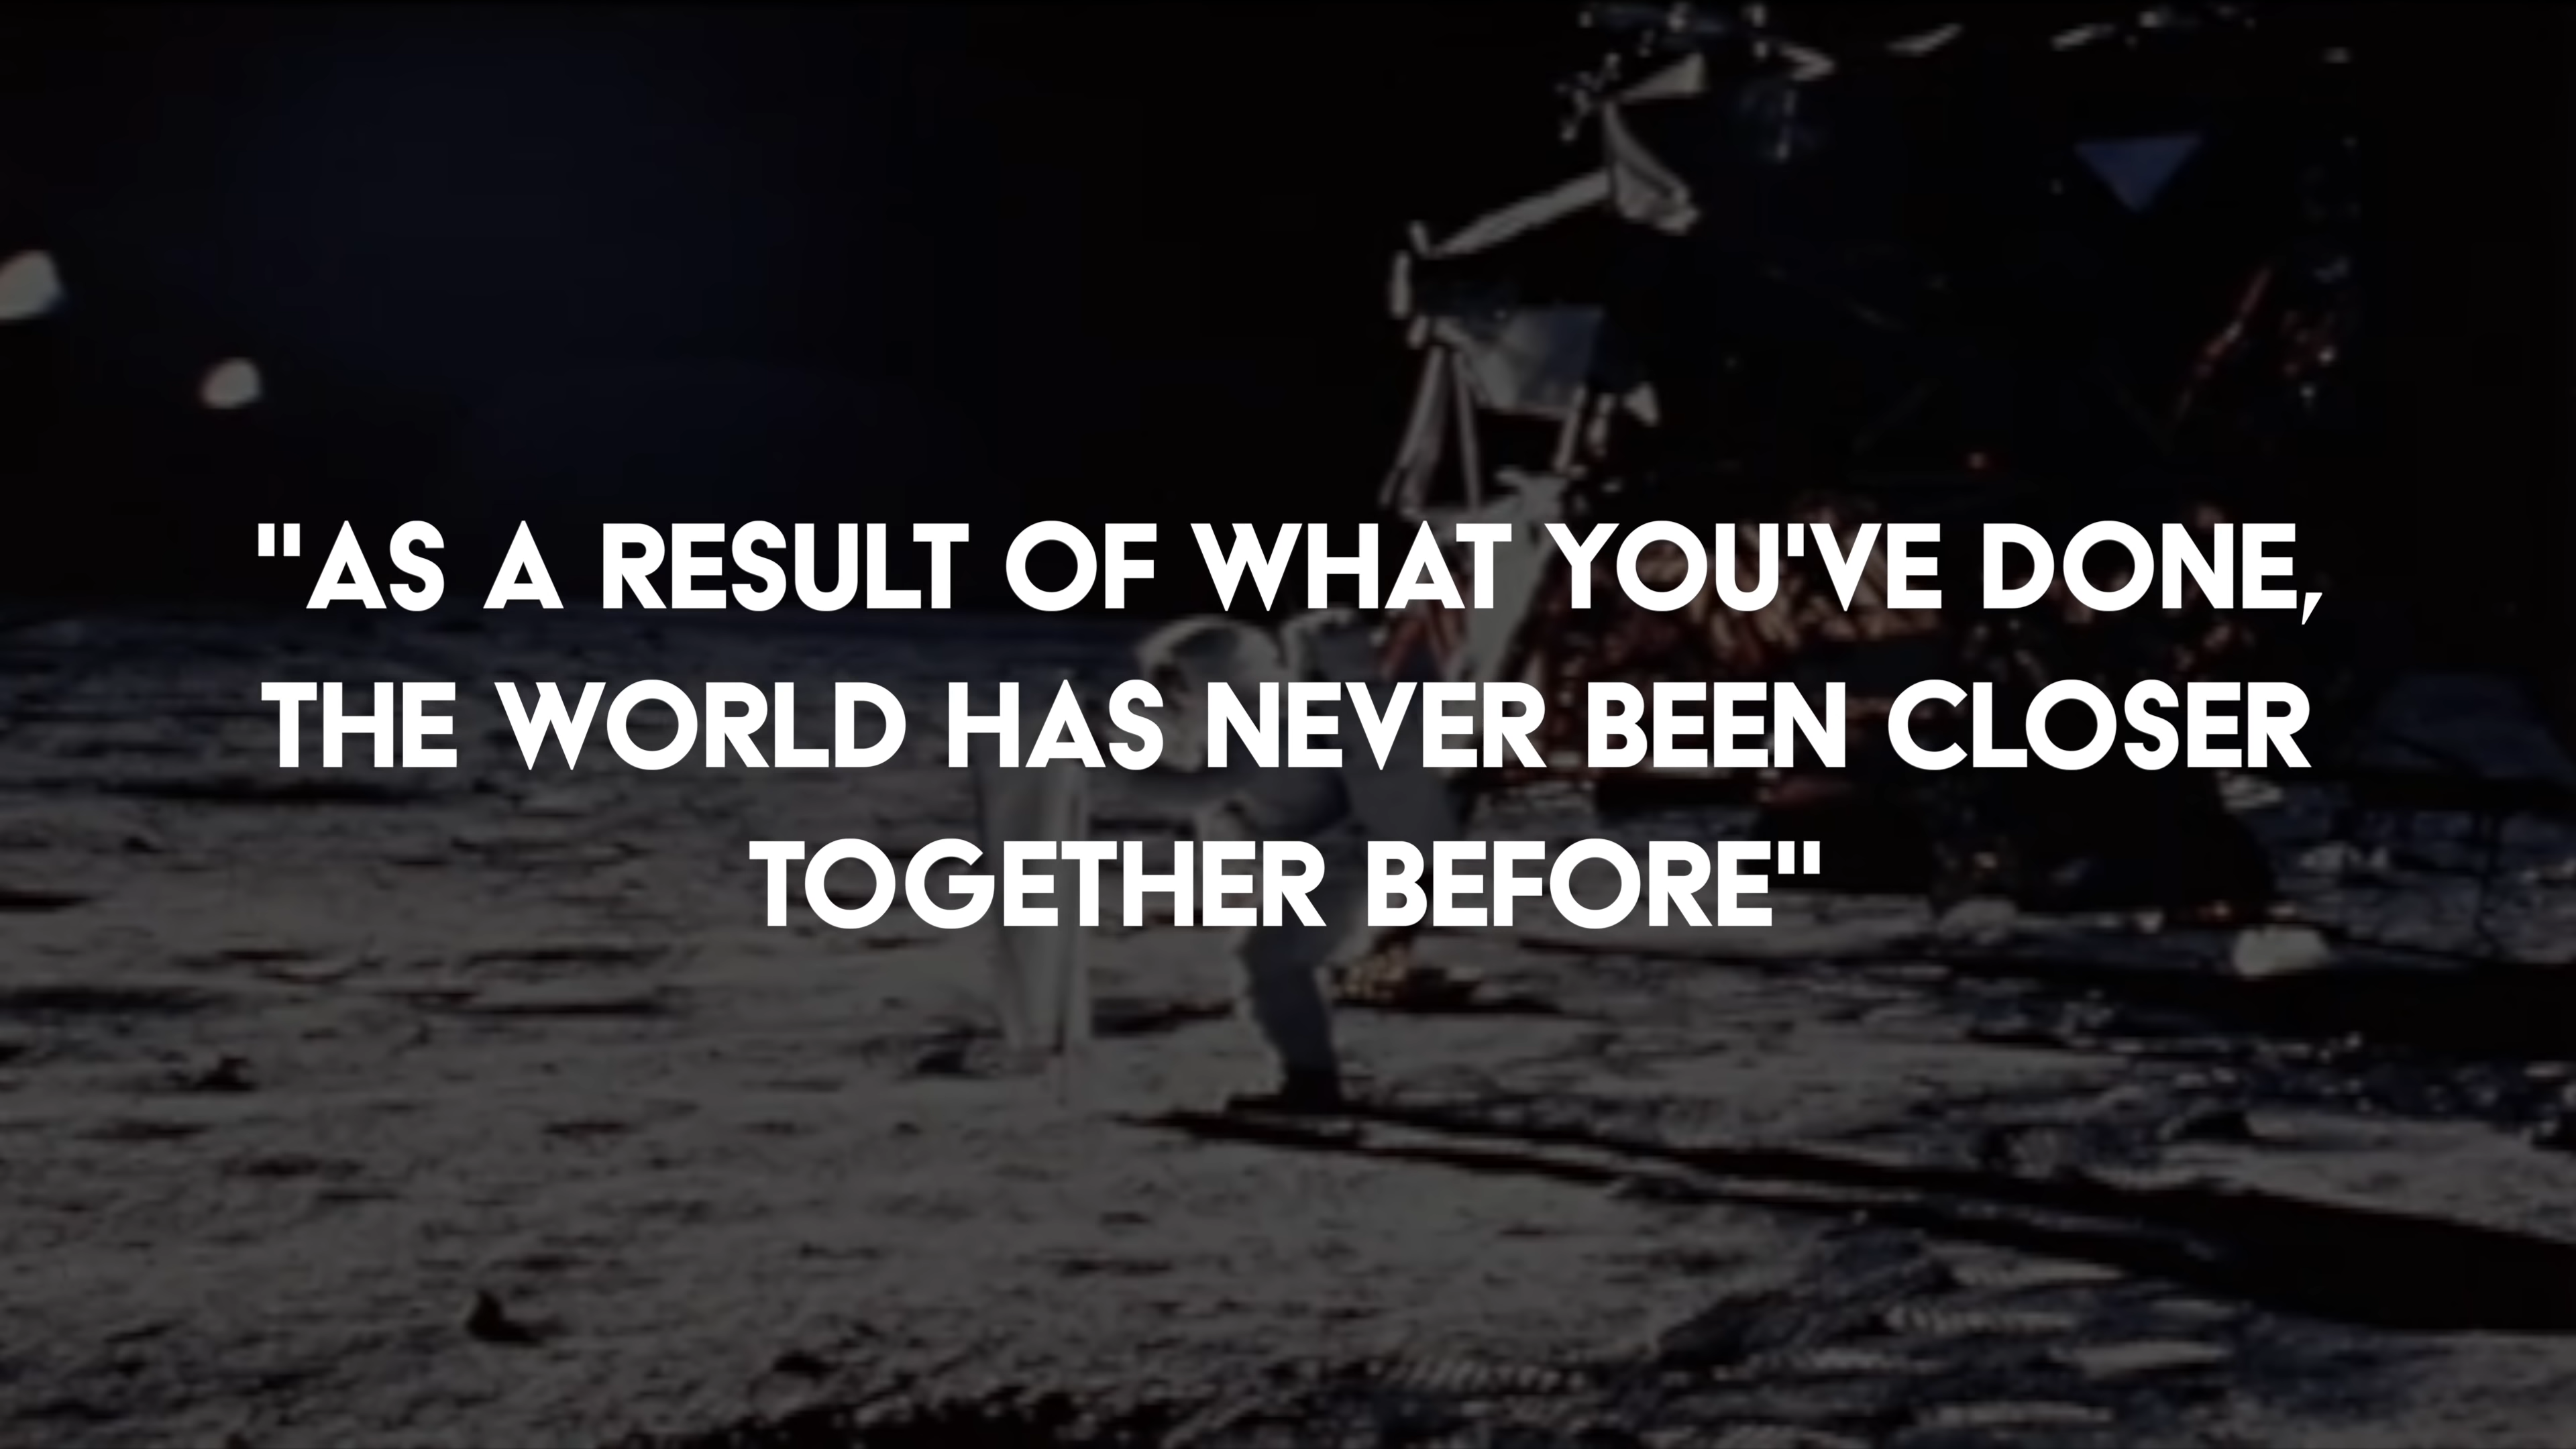 "AS A RESULT OF WHAT YOU'VE DONE,
THE WORLD HAS NEVER BEEN CLOSER
TOGETHER BEFORE"